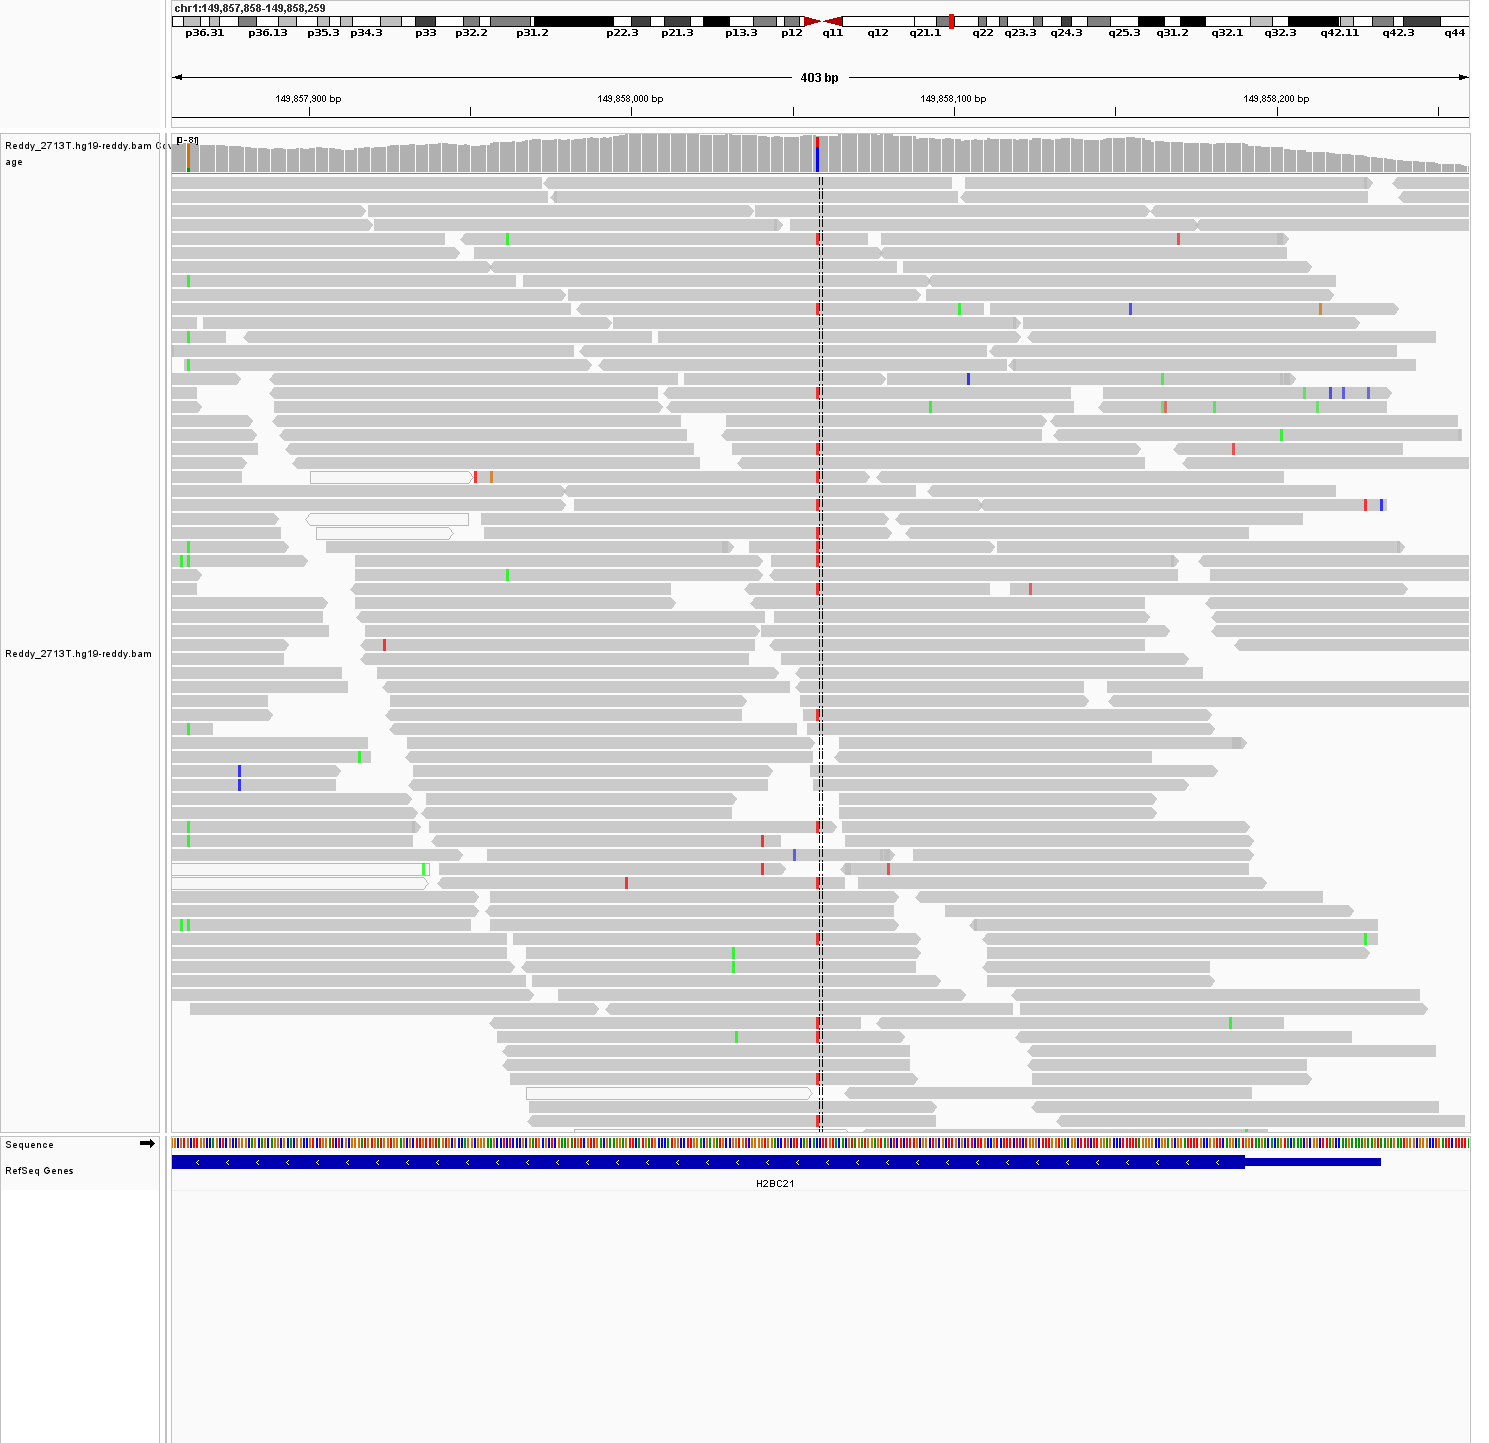 chr1:149,857,858-149,858,259
p36.31 p36.13 p35.3 p34.3 p33 p32.2 p31.2 p22.3 p21.3 p13.3 p12 q11 q12 q21.1 q22 q23.3 q24.3 q25.3 q31.2 q32.1 q32.3 q42.11 q42.3 q44
403 bp
149,857,900 bp 149,858,000 bp 149,858,100 bp 149,858,200 bp
Reddy_2713T.hg19-reddy.bam Cov
age
[0-81]
Reddy_2713T.hg19-reddy.bam
Sequence
RefSeq Genes
H2BC21